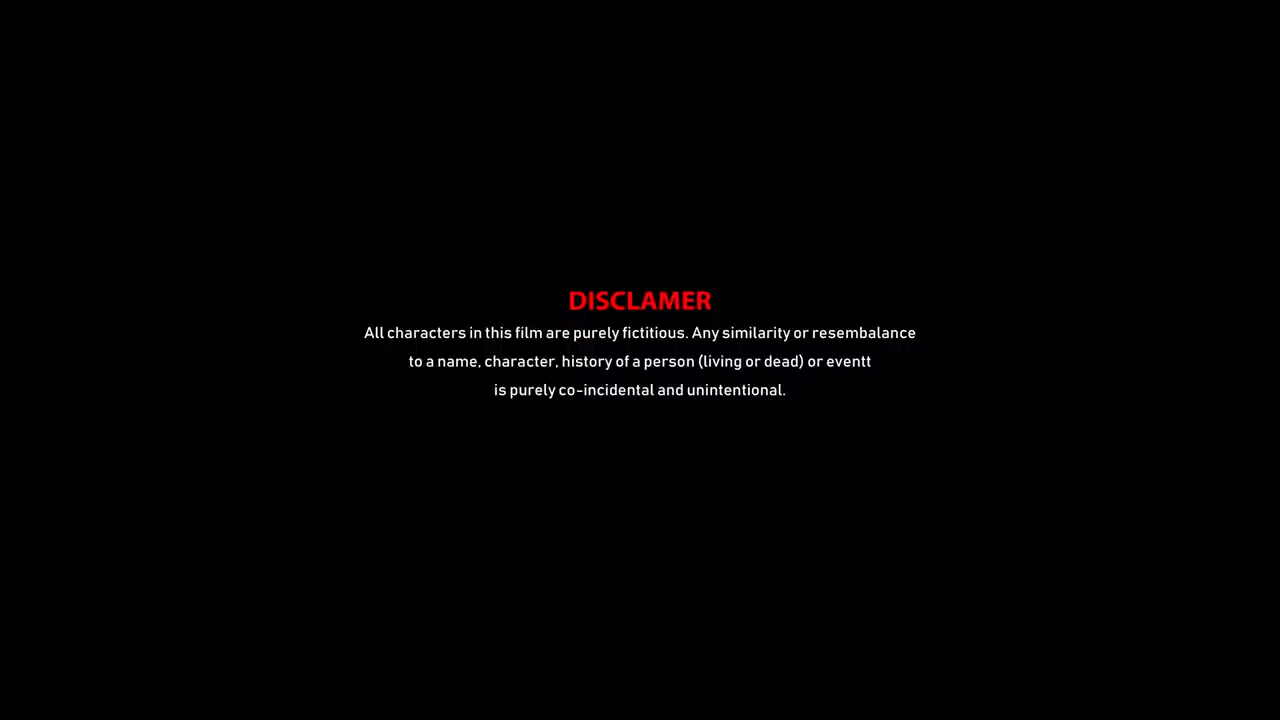 DISCLAMER
All characters in this film are purely fictitious. Any similarity or resembalance
to a name, character, history of a person (living or dead) or eventt
is purely co-incidental and unintentional.